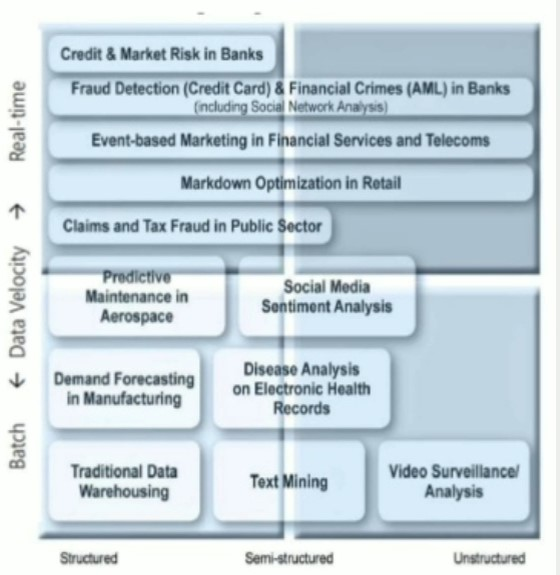 Credit & Market Risk in Banks
Fraud Detection (Credit Card) & Financial Crimes (AML) in Banks
(including Social Network Analysis)
Event-based Marketing in Financial Services and Telecoms
Markdown Optimization in Retail
Claims and Tax Fraud in Public Sector
Predictive
Maintenance in
Aerospace
Social Media
Sentiment Analysis
Demand Forecasting
in Manufacturing
Disease Analysis
on Electronic Health
Records
Traditional Data
Warehousing
Text Mining
Video Surveillance/
Analysis
Batch ← Data Velocity → Real-time
Structured
Semi-structured
Unstructured